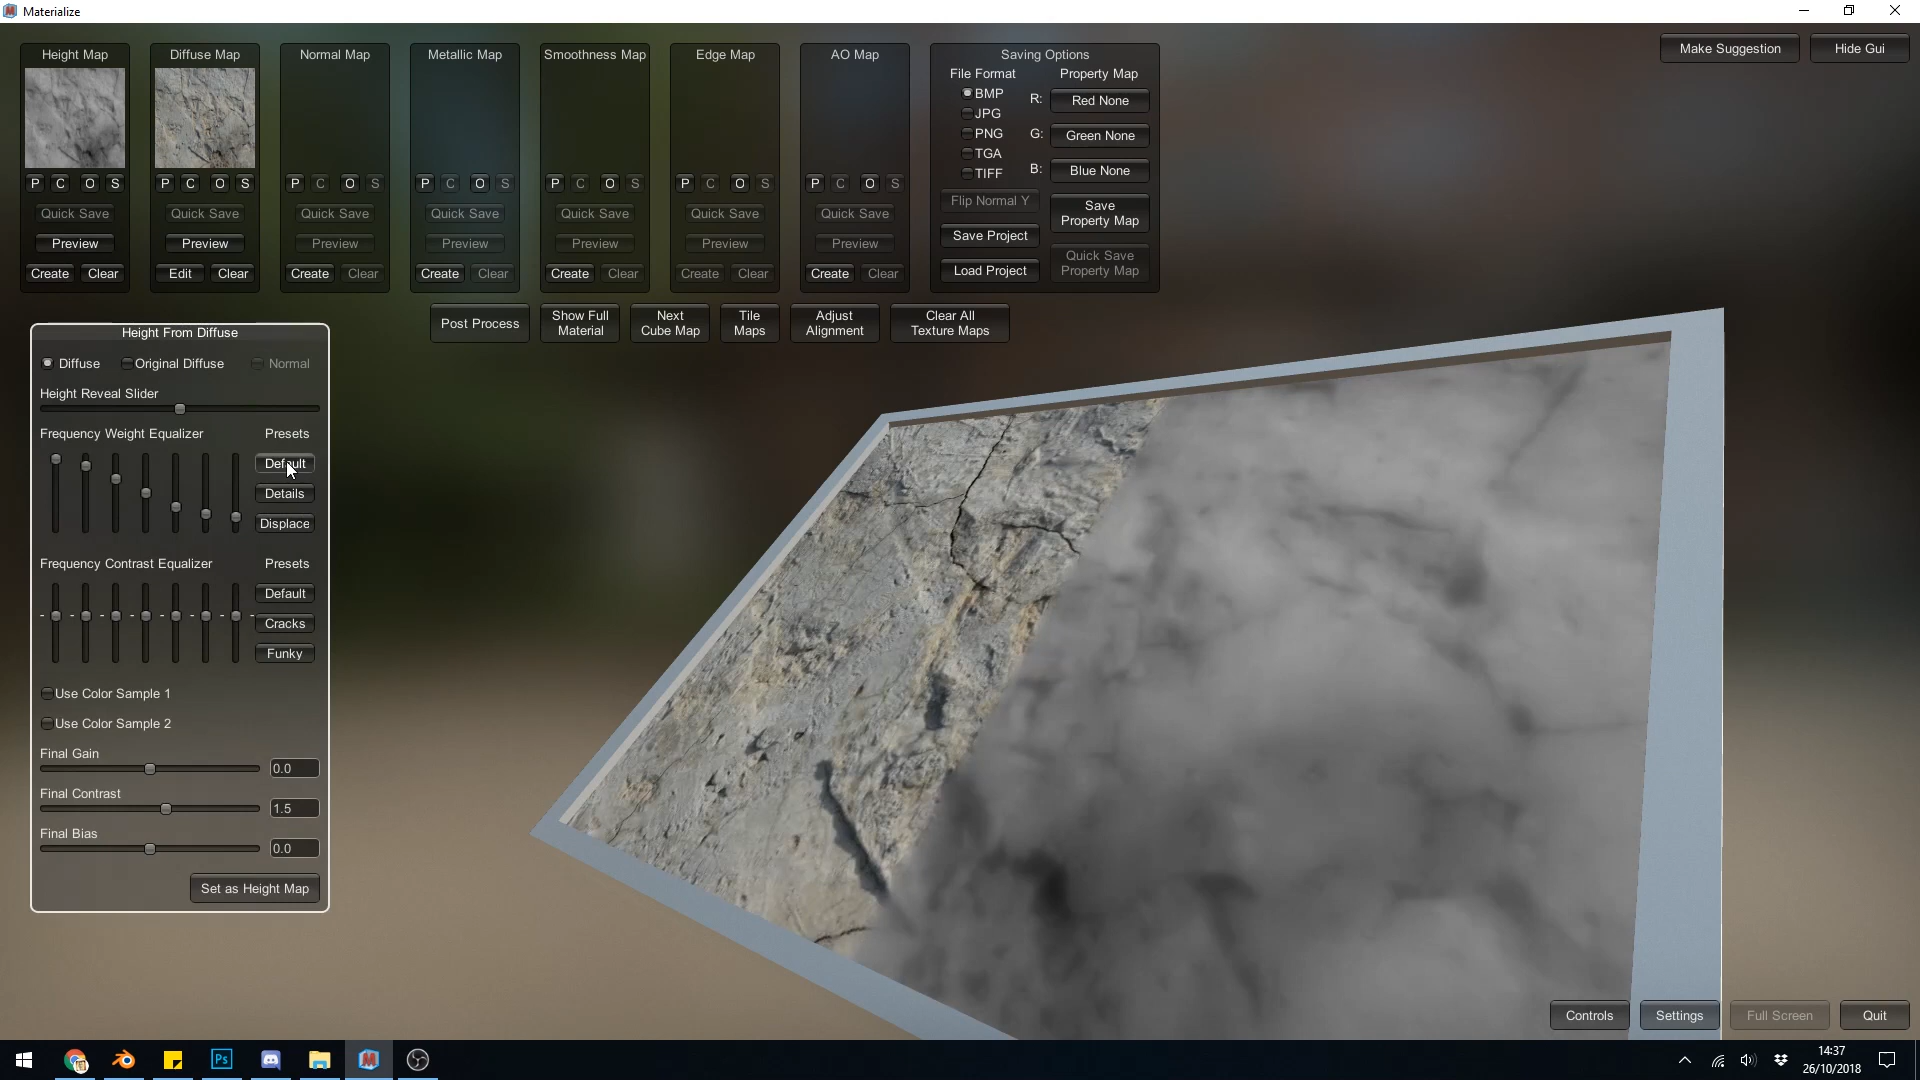 Materialize
Height Map
Diffuse Map
Normal Map
Metallic Map
Smoothness Map
Edge Map
AO Map
Saving Options
Make Suggestion
Hide Gui
File Format
Property Map
BMP
JPG
PNG
TGA
TIFF
R:
Red None
G:
Green None
B:
Blue None
P C O S
P C O S
P C O S
P C O S
P C O S
P C O S
P C O S
Flip Normal Y
Save
Property Map
Quick Save
Quick Save
Quick Save
Quick Save
Quick Save
Quick Save
Quick Save
Save Project
Preview
Preview
Preview
Preview
Preview
Preview
Preview
Quick Save
Property Map
Load Project
Create Clear
Edit Clear
Create Clear
Create Clear
Create Clear
Create Clear
Create Clear
Post Process
Show Full
Material
Next
Cube Map
Tile
Maps
Adjust
Alignment
Clear All
Texture Maps
Height From Diffuse
Diffuse
Original Diffuse
Normal
Height Reveal Slider
Frequency Weight Equalizer
Presets
Default
Details
Displace
Frequency Contrast Equalizer
Presets
Default
Cracks
Funky
Use Color Sample 1
Use Color Sample 2
Final Gain
0.0
Final Contrast
1.5
Final Bias
0.0
Set as Height Map
Controls
Settings
Full Screen
Quit
Ps
14:37
26/10/2018